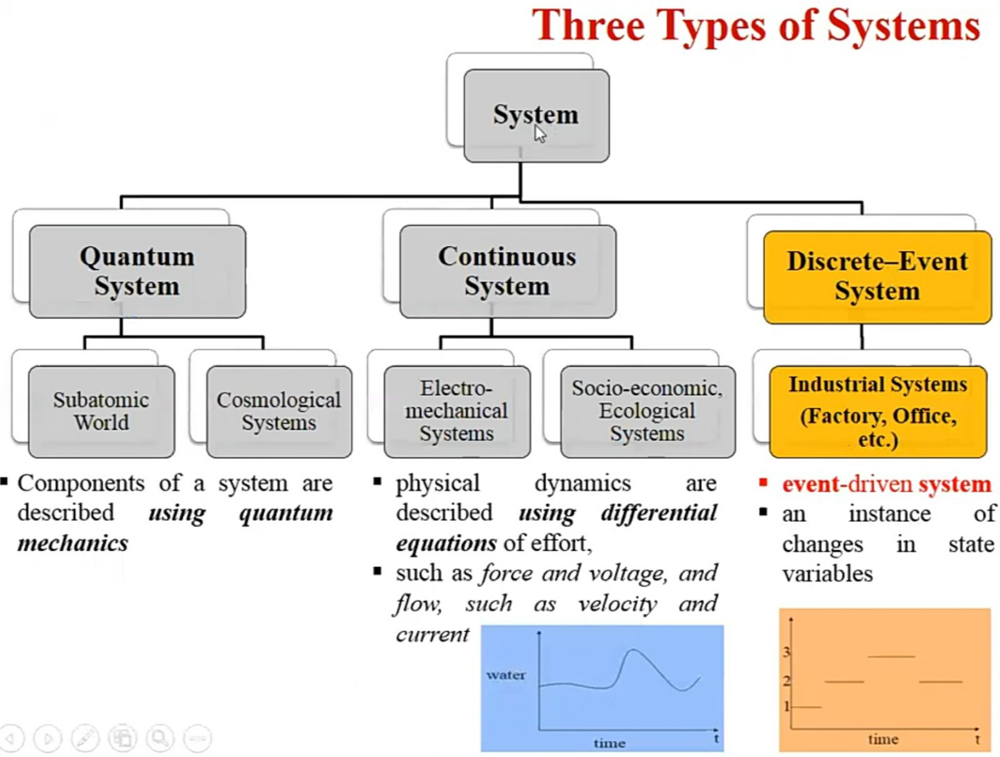 Three Types of Systems
System
Quantum
System
Continuous
System
Discrete–Event
System
Subatomic
World
Cosmological
Systems
Electro-
mechanical
Systems
Socio-economic,
Ecological
Systems
Industrial Systems
(Factory, Office,
etc.)
▪ Components of a system are
described using quantum
mechanics
▪ physical dynamics are
described using differential
equations of effort,
▪ such as force and voltage, and
flow, such as velocity and
current
▪ event-driven system
▪ an instance of
changes in state
variables
water
time
t
3
2
1
time
t